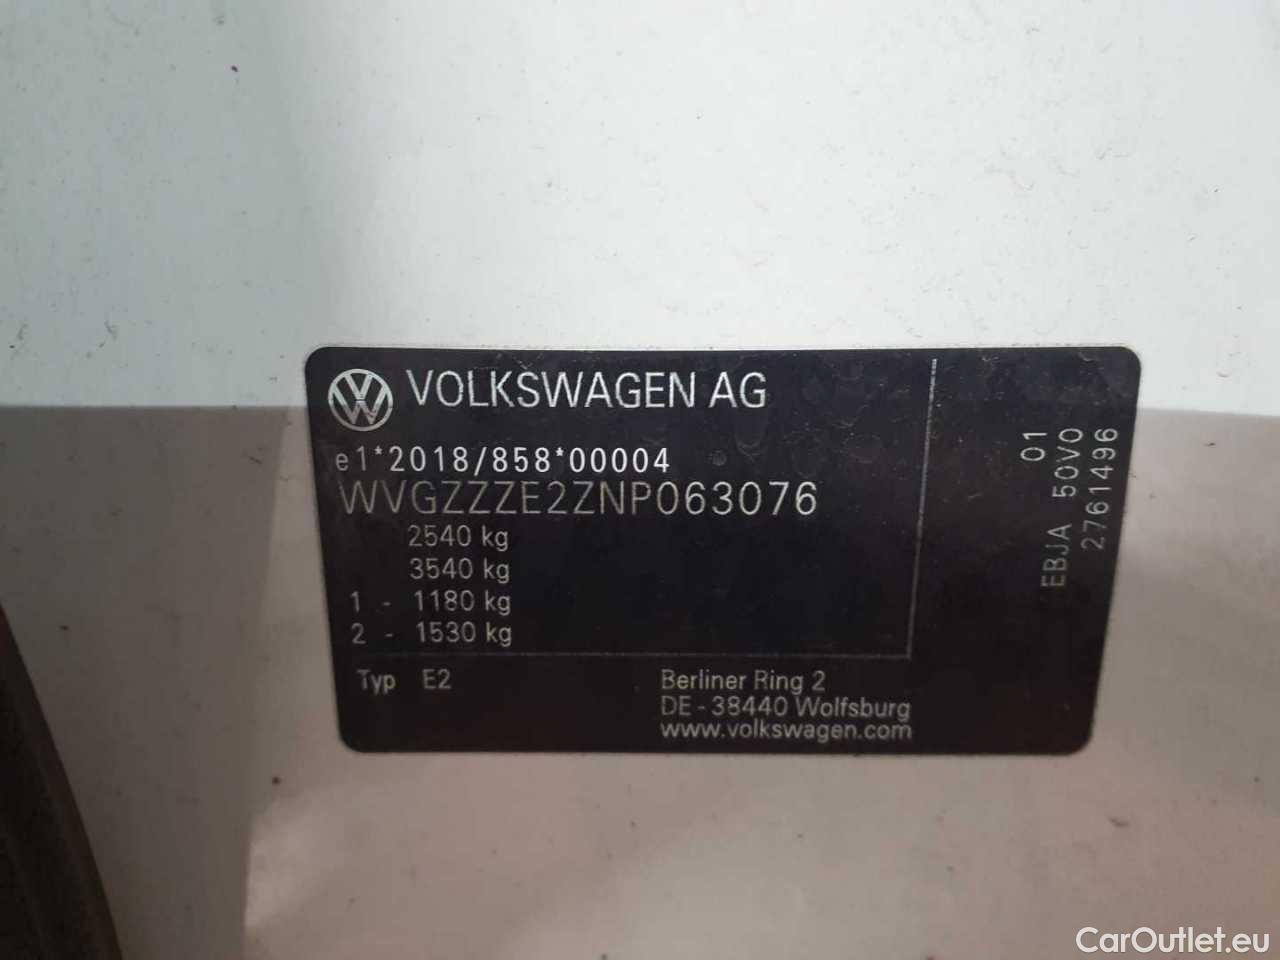 VOLKSWAGEN AG
e1*2018/858*00004
WVGZZZE2ZNP063076
2540 kg
3540 kg
1 - 1180 kg
2 - 1530 kg
Typ E2
Berliner Ring 2
DE - 38440 Wolfsburg
www.volkswagen.com
01
EBJA 50V0
2761496
CarOutlet.eu